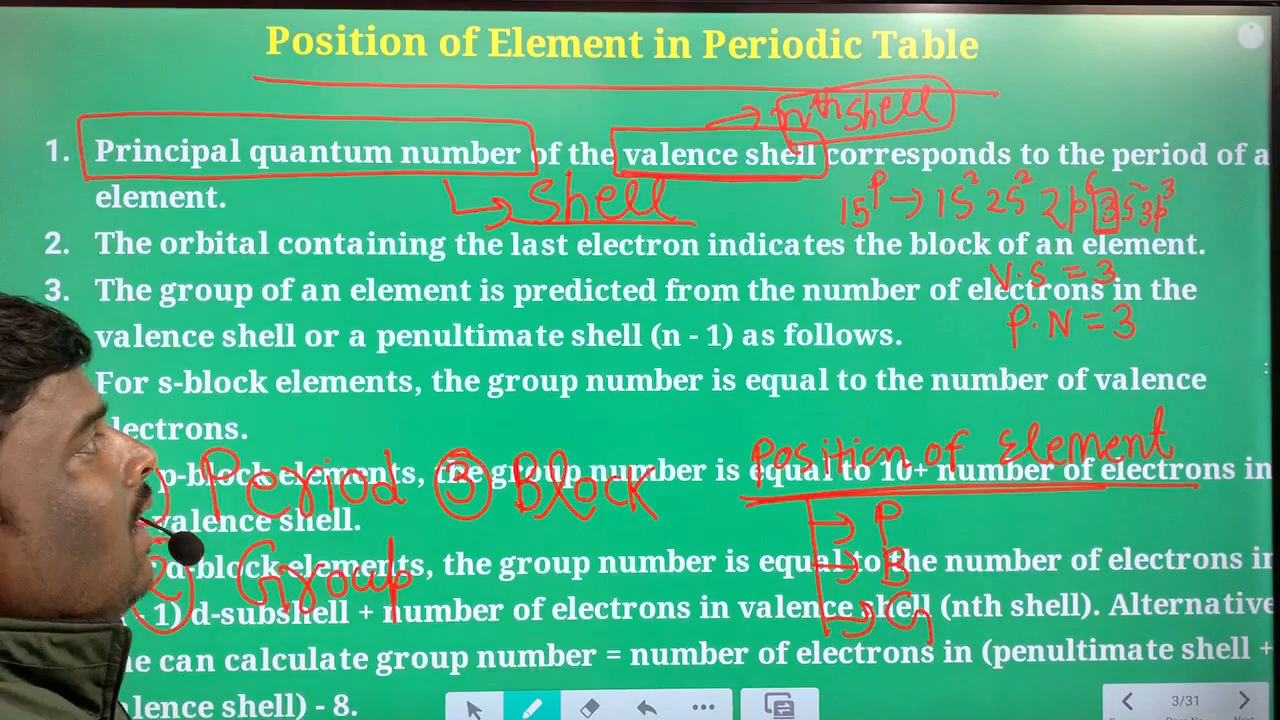 Position of Element in Periodic Table
→ nth shell
1. Principal quantum number of the valence shell corresponds to the period of a
element.
↳ Shell
15P → 1S² 2S² 2p⁶ 3S² 3p³
2. The orbital containing the last electron indicates the block of an element.
V.S = 3
3. The group of an element is predicted from the number of electrons in the
valence shell or a penultimate shell (n - 1) as follows.
P.N = 3
For s-block elements, the group number is equal to the number of valence
lectrons.
Position of Element
p-block elements, the group number is equal to 10+ number of electrons in
Period ③ Block
valence shell.
→ P
d-block elements, the group number is equal to the number of electrons in
② Group
→ B
1) d-subshell + number of electrons in valence shell (nth shell). Alternative
→ G
ne can calculate group number = number of electrons in (penultimate shell +
lence shell) - 8.
3/31